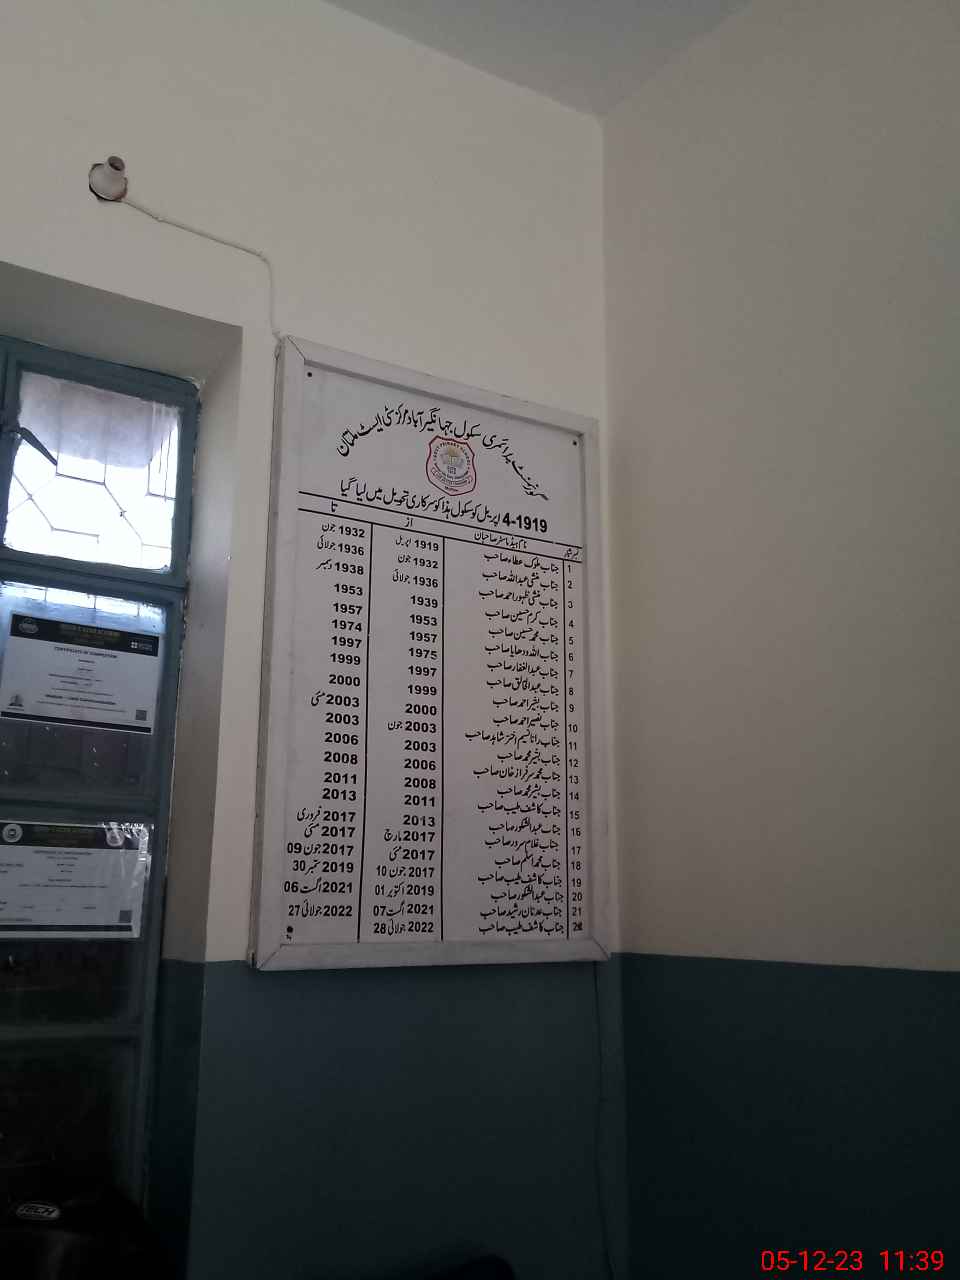 گورنمنٹ پرائمری سکول جہانگیر آباد مرکز سٹی ایسٹ ملتان
4-1919 اپریل کو سکول ہذا کو سرکاری تحویل میں لیا گیا
نمبر شمار نام ہیڈ ماسٹر صاحبان از تا
1 جناب ملوک عطاء صاحب 1919 اپریل 1932 جون
2 جناب منشی عبداللہ صاحب 1932 جون 1936 جولائی
3 جناب منشی ظہور احمد صاحب 1936 جولائی 1938 دسمبر
4 جناب کرم حسین صاحب 1939 1953
5 جناب محمد حسین صاحب 1953 1957
6 جناب اللہ ودھایا صاحب 1957 1974
7 جناب عبدالغفار صاحب 1975 1997
8 جناب عبدالخالق صاحب 1997 1999
9 جناب بشیر احمد صاحب 1999 2000
10 جناب نصیر احمد صاحب 2000 2003 مئی
11 جناب رانا نسیم اختر شاہد صاحب 2003 جون 2003
12 جناب بشیر محمد صاحب 2003 2006
13 جناب محمد سرفراز خان صاحب 2006 2008
14 جناب بشیر محمد صاحب 2008 2011
15 جناب کاشف طیب صاحب 2011 2013
16 جناب عبدالشکور صاحب 2013 2017 فروری
17 جناب غلام سرور صاحب 2017 مارچ 2017 مئی
18 جناب محمد اسلم صاحب 2017 مئی 2017 جون 09
19 جناب کاشف طیب صاحب 2017 جون 10 2019 ستمبر 30
20 جناب عبدالشکور صاحب 2019 اکتوبر 01 2021 اگست 06
21 جناب عدنان رشید صاحب 2021 اگست 07 2022 جولائی 27
22 جناب کاشف طیب صاحب 2022 جولائی 28
CERTIFICATE OF COMPLETION
TECH
05-12-23 11:39